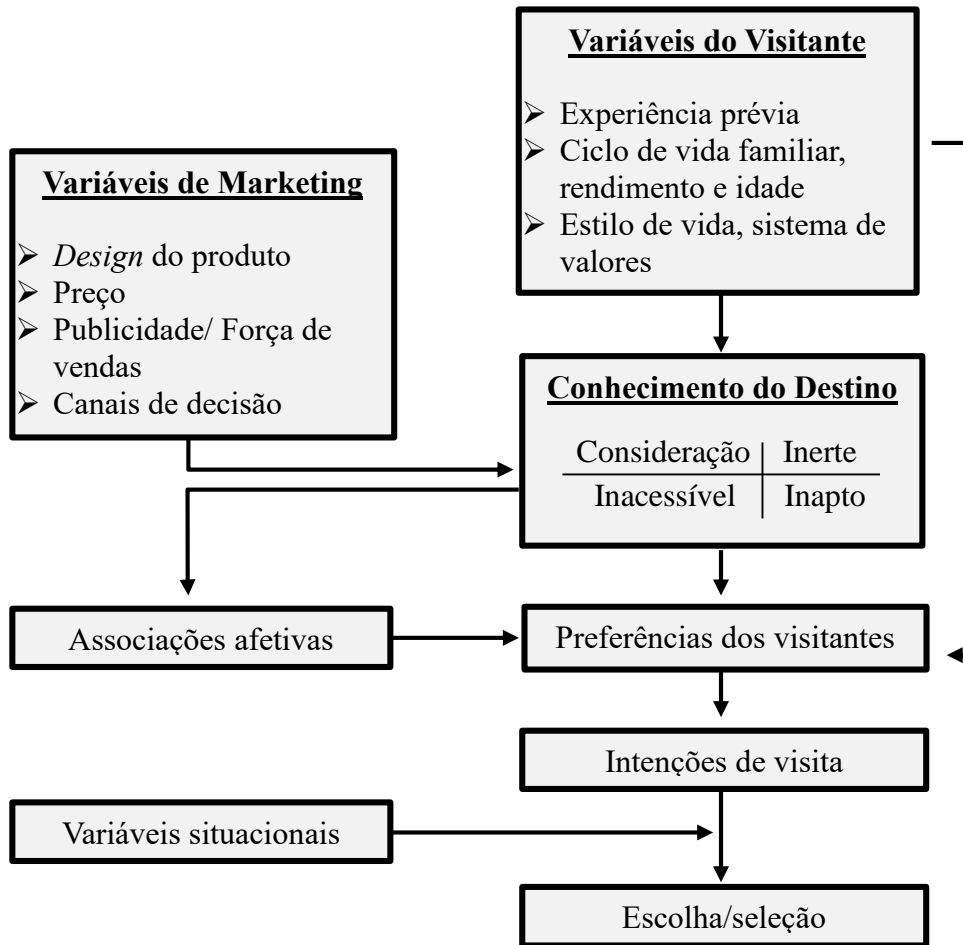 Variáveis do Visitante
➢ Experiência prévia
➢ Ciclo de vida familiar,
rendimento e idade
➢ Estilo de vida, sistema de
valores
Variáveis de Marketing
➢ Design do produto
➢ Preço
➢ Publicidade/ Força de
vendas
➢ Canais de decisão
Conhecimento do Destino
Consideração Inerte
Inacessível Inapto
Associações afetivas
Preferências dos visitantes
Intenções de visita
Variáveis situacionais
Escolha/seleção